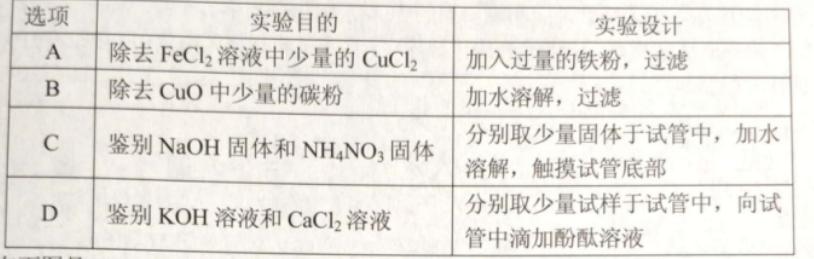 选项 实验目的 实验设计
A 除去 FeCl₂ 溶液中少量的 CuCl₂ 加入过量的铁粉，过滤
B 除去 CuO 中少量的碳粉 加水溶解，过滤
C 鉴别 NaOH 固体和 NH₄NO₃ 固体 分别取少量固体于试管中，加水
溶解，触摸试管底部
D 鉴别 KOH 溶液和 CaCl₂ 溶液 分别取少量试样于试管中，向试
管中滴加酚酞溶液